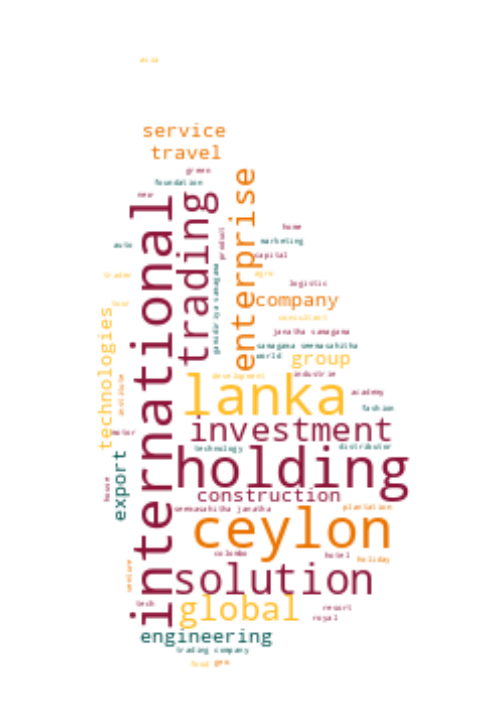 asia
service
travel
green
foundation
new
international
trading
enterprise
product
home
auto
marketing
capital
trader
agro
logistic
gamidiriya samagama
tour
company
consultant
janatha samagama
technologies
samagama seemasahitha
world
group
development
industrie
institute
lanka
academy
fashion
motor
investment
technology
distributor
export
holding
house
construction
seemasahitha janatha
plantation
ceylon
colombo
hotel
holiday
venture
solution
tech
global
resort
royal
engineering
trading company
food
gem